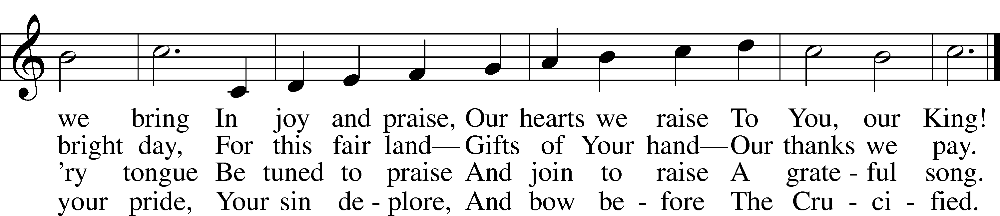 we bring In joy and praise, Our hearts we raise To You, our King!
bright day, For this fair land—Gifts of Your hand—Our thanks we pay.
’ry tongue Be tuned to praise And join to raise A grate - ful song.
your pride, Your sin de - plore, And bow be - fore The Cru - ci - fied.